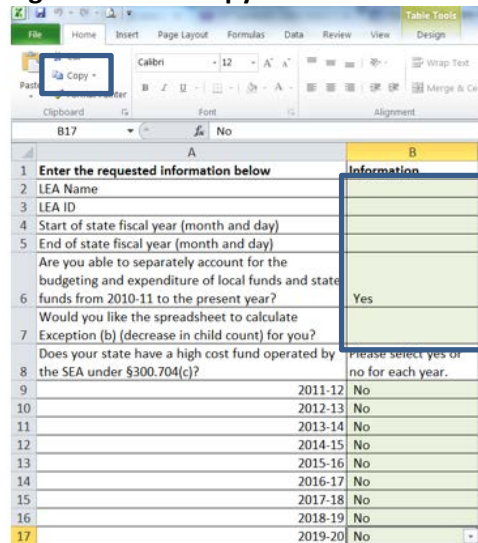 Table Tools
File Home Insert Page Layout Formulas Data Review View Design
Calibri 12 A A Wrap Text
Copy
B I U A Merge & Ce
Clipboard Font Alignment
B17 fx No
A B
1 Enter the requested information below Information
2 LEA Name
3 LEA ID
4 Start of state fiscal year (month and day)
5 End of state fiscal year (month and day)
Are you able to separately account for the
budgeting and expenditure of local funds and state
6 funds from 2010-11 to the present year? Yes
Would you like the spreadsheet to calculate
7 Exception (b) (decrease in child count) for you?
Does your state have a high cost fund operated by Please select yes or
8 the SEA under §300.704(c)? no for each year.
9 2011-12 No
10 2012-13 No
11 2013-14 No
12 2014-15 No
13 2015-16 No
14 2016-17 No
15 2017-18 No
16 2018-19 No
17 2019-20 No